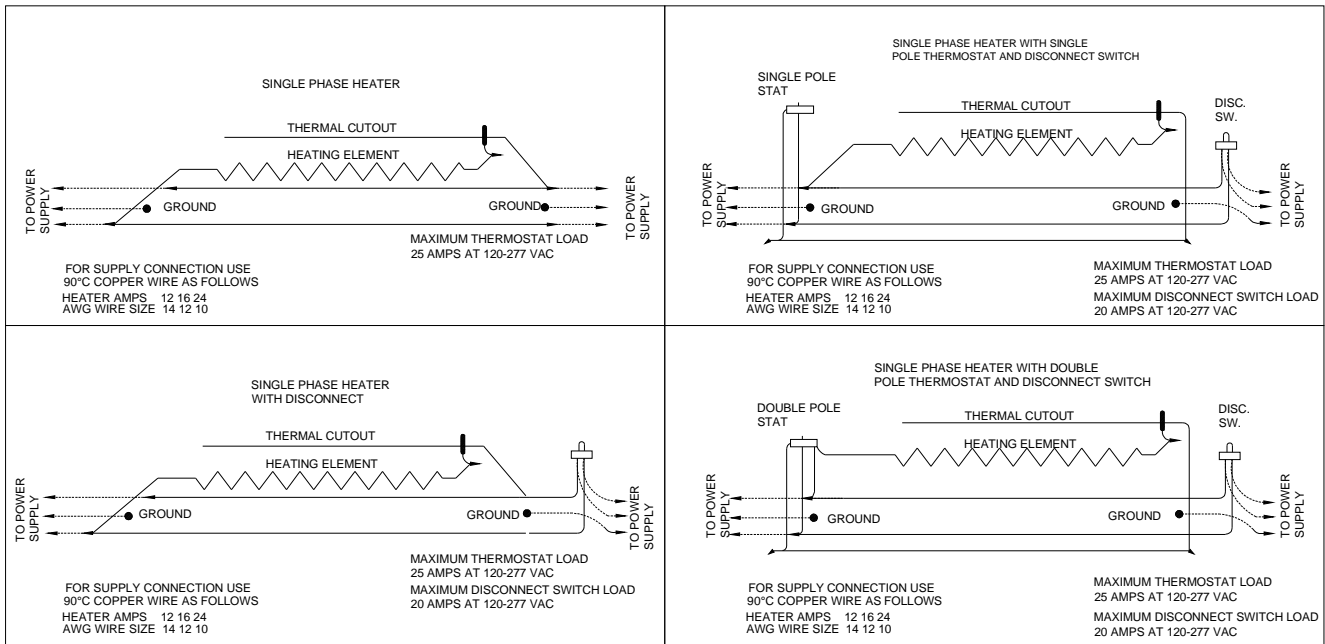 SINGLE PHASE HEATER
THERMAL CUTOUT
HEATING ELEMENT
TO POWER
SUPPLY
GROUND
GROUND
TO POWER
SUPPLY
MAXIMUM THERMOSTAT LOAD
25 AMPS AT 120-277 VAC
FOR SUPPLY CONNECTION USE
90°C COPPER WIRE AS FOLLOWS
HEATER AMPS 12 16 24
AWG WIRE SIZE 14 12 10
SINGLE PHASE HEATER WITH SINGLE
POLE THERMOSTAT AND DISCONNECT SWITCH
SINGLE POLE
STAT
THERMAL CUTOUT
DISC.
SW.
HEATING ELEMENT
TO POWER
SUPPLY
GROUND
GROUND
TO POWER
SUPPLY
FOR SUPPLY CONNECTION USE
90°C COPPER WIRE AS FOLLOWS
HEATER AMPS 12 16 24
AWG WIRE SIZE 14 12 10
MAXIMUM THERMOSTAT LOAD
25 AMPS AT 120-277 VAC
MAXIMUM DISCONNECT SWITCH LOAD
20 AMPS AT 120-277 VAC
SINGLE PHASE HEATER
WITH DISCONNECT
THERMAL CUTOUT
HEATING ELEMENT
TO POWER
SUPPLY
GROUND
GROUND
TO POWER
SUPPLY
MAXIMUM THERMOSTAT LOAD
25 AMPS AT 120-277 VAC
MAXIMUM DISCONNECT SWITCH LOAD
20 AMPS AT 120-277 VAC
FOR SUPPLY CONNECTION USE
90°C COPPER WIRE AS FOLLOWS
HEATER AMPS 12 16 24
AWG WIRE SIZE 14 12 10
SINGLE PHASE HEATER WITH DOUBLE
POLE THERMOSTAT AND DISCONNECT SWITCH
DOUBLE POLE
STAT
THERMAL CUTOUT
DISC.
SW.
HEATING ELEMENT
TO POWER
SUPPLY
GROUND
GROUND
TO POWER
SUPPLY
FOR SUPPLY CONNECTION USE
90°C COPPER WIRE AS FOLLOWS
HEATER AMPS 12 16 24
AWG WIRE SIZE 14 12 10
MAXIMUM THERMOSTAT LOAD
25 AMPS AT 120-277 VAC
MAXIMUM DISCONNECT SWITCH LOAD
20 AMPS AT 120-277 VAC